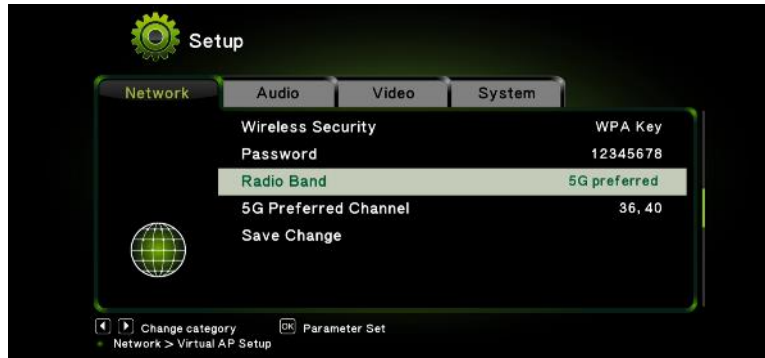 Setup
Network Audio Video System
Wireless Security WPA Key
Password 12345678
Radio Band 5G preferred
5G Preferred Channel 36, 40
Save Change
Change category OK Parameter Set
Network > Virtual AP Setup